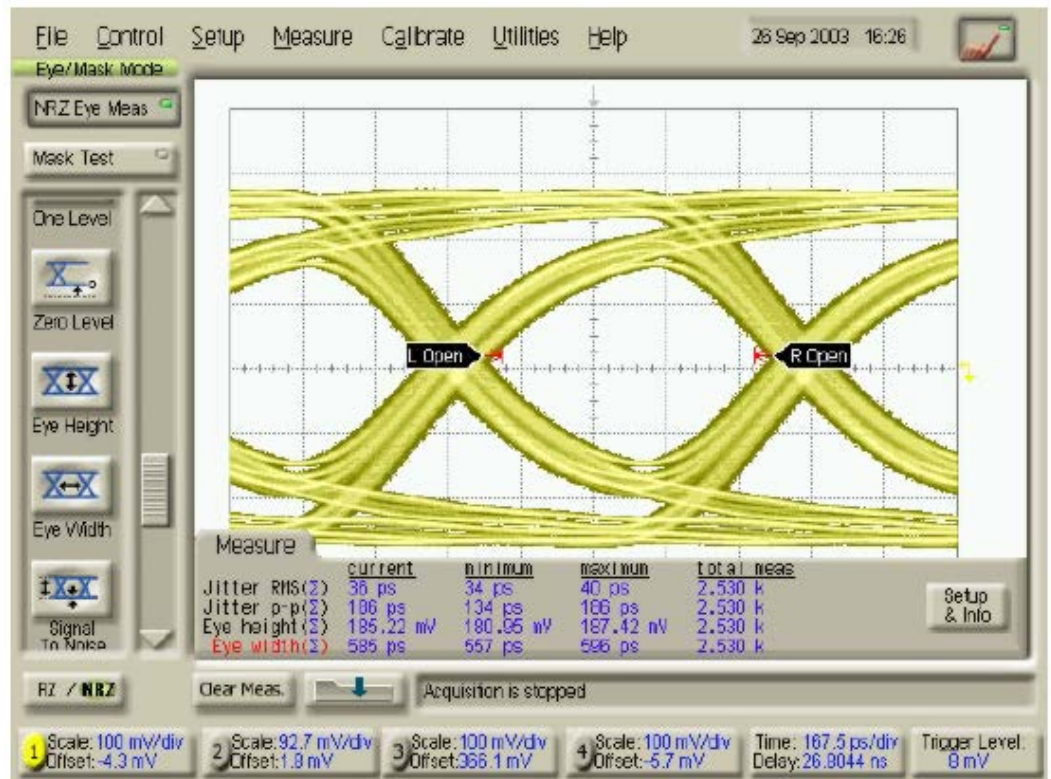 File Control Setup Measure Calibrate Utilities Help 26 Sep 2003 16:26
Eye/Mask Mode
NRZ Eye Meas
Mask Test
One Level
Zero Level
Eye Height
Eye Width
Signal
To Noise
L Open
R Open
Measure
current minimum maximum total meas
Jitter RMS(Σ) 36 ps 34 ps 40 ps 2.530 k
Jitter p-p(Σ) 186 ps 134 ps 186 ps 2.530 k
Eye height(Σ) 185.22 mV 180.95 mV 187.42 mV 2.530 k
Eye width(Σ) 585 ps 557 ps 596 ps 2.530 k
Setup
& Info
RZ / NRZ
Clear Meas.
Acquisition is stopped
1 Scale: 100 mV/div
Offset: -4.3 mV
2 Scale: 92.7 mV/div
Offset: 1.8 mV
3 Scale: 100 mV/div
Offset: 366.1 mV
4 Scale: 100 mV/div
Offset: -5.7 mV
Time: 167.5 ps/div
Delay: 26.8044 ns
Trigger Level:
8 mV